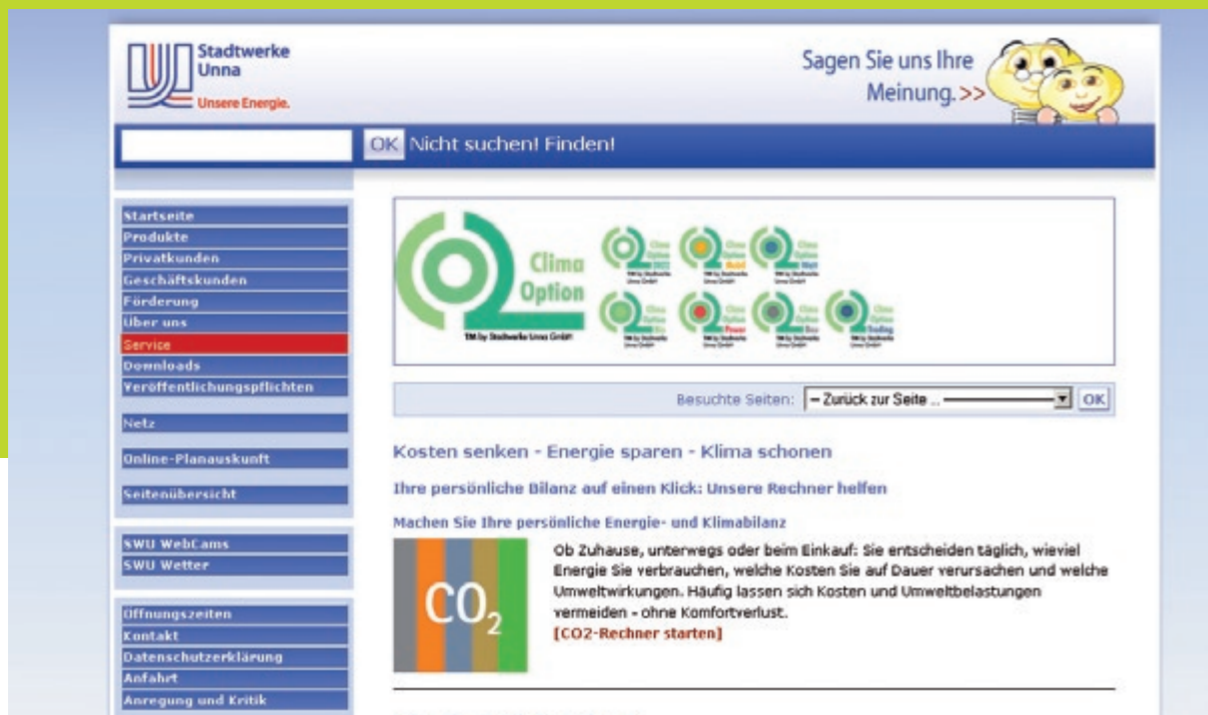 Stadtwerke
Unna
Unsere Energie.
Sagen Sie uns Ihre
Meinung.>>
OK Nicht suchen! Finden!
Startseite
Produkte
Privatkunden
Geschäftskunden
Förderung
Über uns
Service
Downloads
Veröffentlichungspflichten
Netz
Online-Planauskunft
Seitenübersicht
SWU WebCams
SWU Wetter
Öffnungszeiten
Kontakt
Datenschutzerklärung
Anfahrt
Anregung und Kritik
Clima
Option
TM by Stadtwerke Unna GmbH
Besuchte Seiten: -- Zurück zur Seite .. OK
Kosten senken - Energie sparen - Klima schonen
Ihre persönliche Bilanz auf einen Klick: Unsere Rechner helfen
Machen Sie Ihre persönliche Energie- und Klimabilanz
CO2
Ob Zuhause, unterwegs oder beim Einkauf: Sie entscheiden täglich, wieviel
Energie Sie verbrauchen, welche Kosten Sie auf Dauer verursachen und welche
Umweltwirkungen. Häufig lassen sich Kosten und Umweltbelastungen
vermeiden - ohne Komfortverlust.
[CO2-Rechner starten]